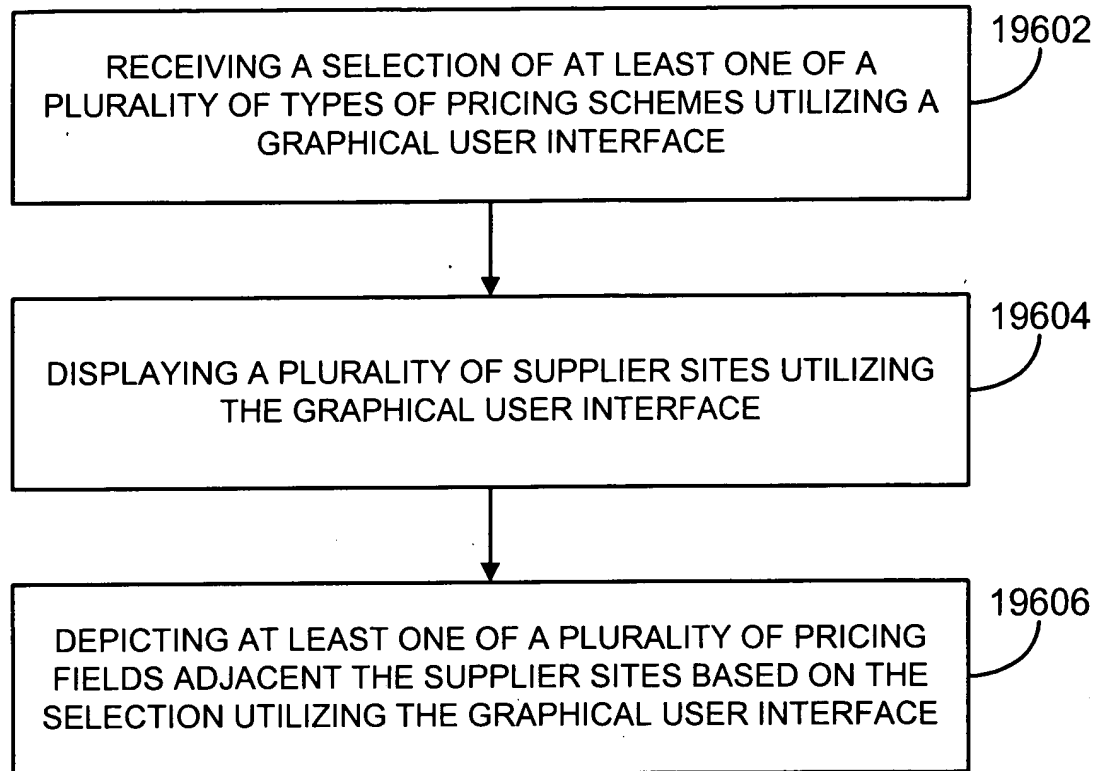 19602
RECEIVING A SELECTION OF AT LEAST ONE OF A
PLURALITY OF TYPES OF PRICING SCHEMES UTILIZING A
GRAPHICAL USER INTERFACE
19604
DISPLAYING A PLURALITY OF SUPPLIER SITES UTILIZING
THE GRAPHICAL USER INTERFACE
19606
DEPICTING AT LEAST ONE OF A PLURALITY OF PRICING
FIELDS ADJACENT THE SUPPLIER SITES BASED ON THE
SELECTION UTILIZING THE GRAPHICAL USER INTERFACE